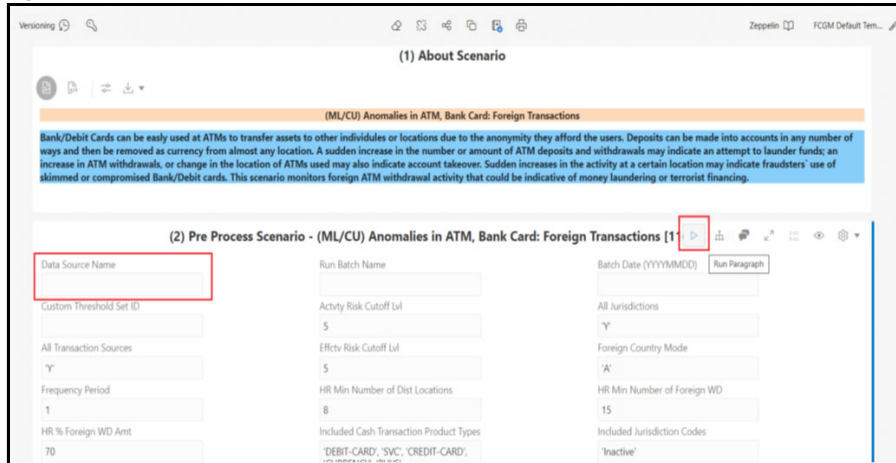 Versioning
Zeppelin
FCGM Default Tem...
(1) About Scenario
(ML/CU) Anomalies in ATM, Bank Card: Foreign Transactions
Bank/Debit Cards can be easly used at ATMs to transfer assets to other individules or locations due to the anonymity they afford the users. Deposits can be made into accounts in any number of
ways and then be removed as currency from almost any location. A sudden increase in the number or amount of ATM deposits and withdrawals may indicate an attempt to launder funds; an
increase in ATM withdrawals, or change in the location of ATMs used may also indicate account takeover. Sudden increases in the activity at a certain location may indicate fraudsters` use of
skimmed or compromised Bank/Debit cards. This scenario monitors foreign ATM withdrawal activity that could be indicative of money laundering or terrorist financing.
(2) Pre Process Scenario - (ML/CU) Anomalies in ATM, Bank Card: Foreign Transactions [11
Data Source Name
Run Batch Name
Batch Date (YYYYMMDD)
Run Paragraph
Custom Threshold Set ID
Actvty Risk Cutoff Lvl
All Jurisdictions
5
'Y'
All Transaction Sources
Effctv Risk Cutoff Lvl
Foreign Country Mode
'Y'
5
'A'
Frequency Period
HR Min Number of Dist Locations
HR Min Number of Foreign WD
1
8
15
HR % Foreign WD Amt
Included Cash Transaction Product Types
Included Jurisdiction Codes
70
'DEBIT-CARD', 'SVC', 'CREDIT-CARD',
'Inactive'